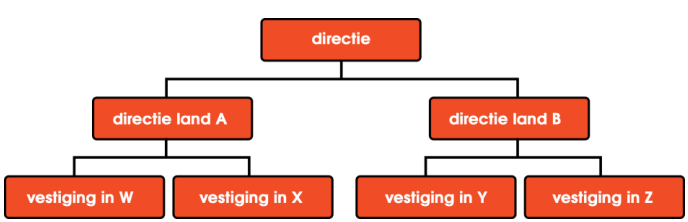 directie
directie land A
directie land B
vestiging in W
vestiging in X
vestiging in Y
vestiging in Z